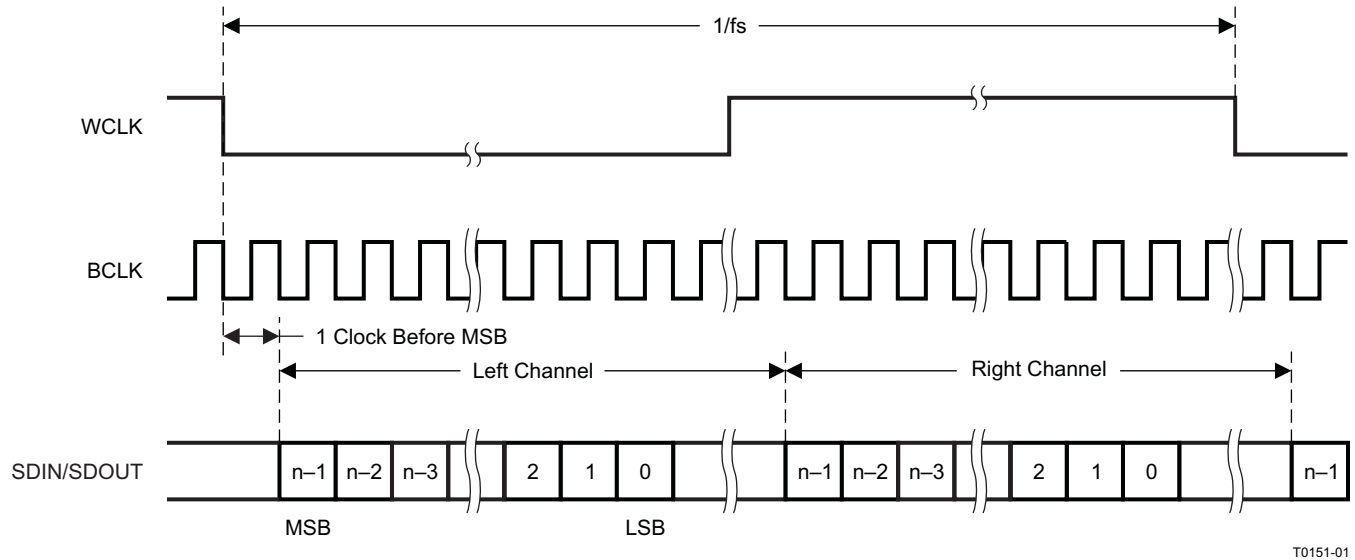 1/fs
WCLK
BCLK
1 Clock Before MSB
Left Channel
Right Channel
SDIN/SDOUT
n–1 n–2 n–3 2 1 0 n–1 n–2 n–3 2 1 0 n–1
MSB LSB
T0151-01